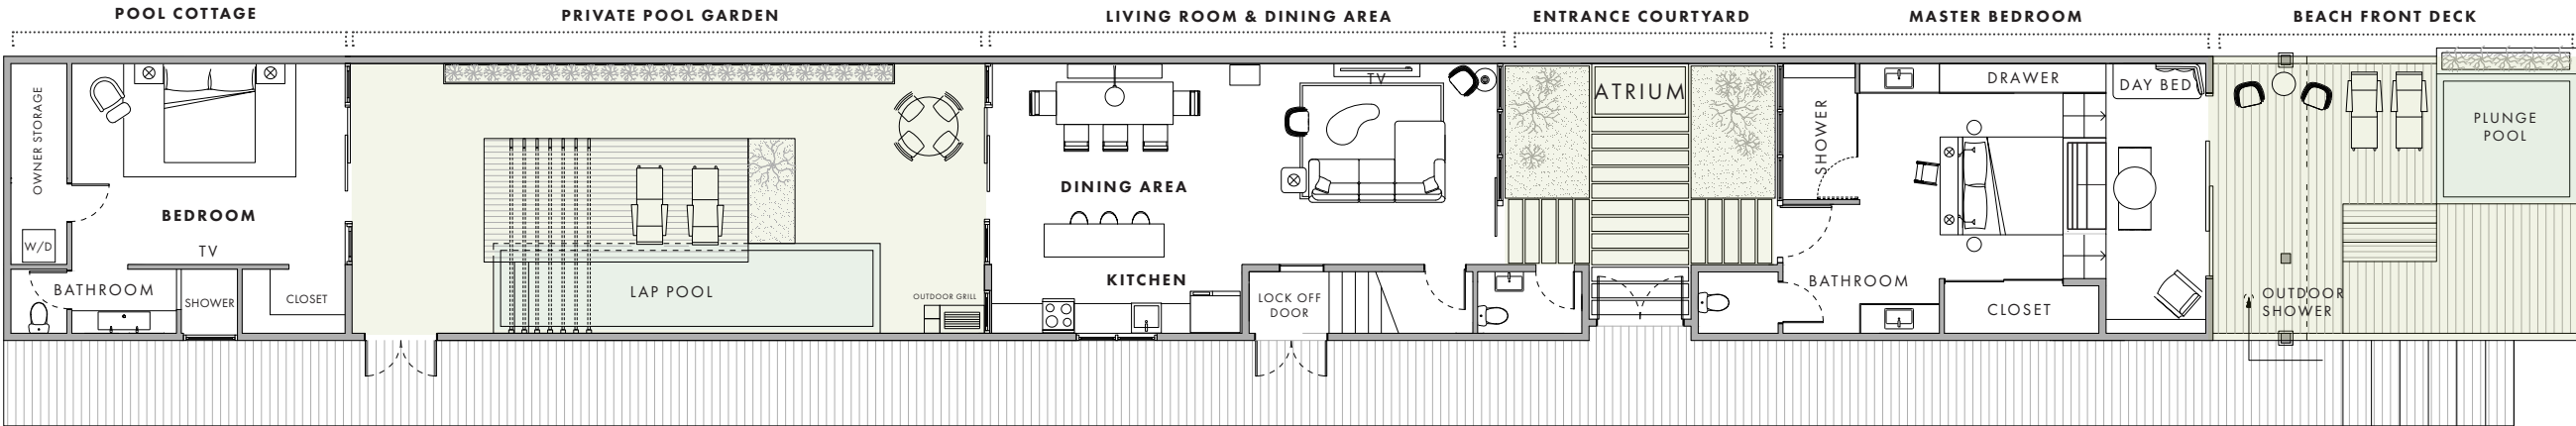 POOL COTTAGE
PRIVATE POOL GARDEN
LIVING ROOM & DINING AREA
ENTRANCE COURTYARD
MASTER BEDROOM
BEACH FRONT DECK
OWNER STORAGE
W/D
BEDROOM
TV
BATHROOM
SHOWER
CLOSET
LAP POOL
OUTDOOR GRILL
DINING AREA
KITCHEN
TV
LOCK OFF
DOOR
ATRIUM
SHOWER
DRAWER
DAY BED
BATHROOM
CLOSET
PLUNGE
POOL
OUTDOOR
SHOWER